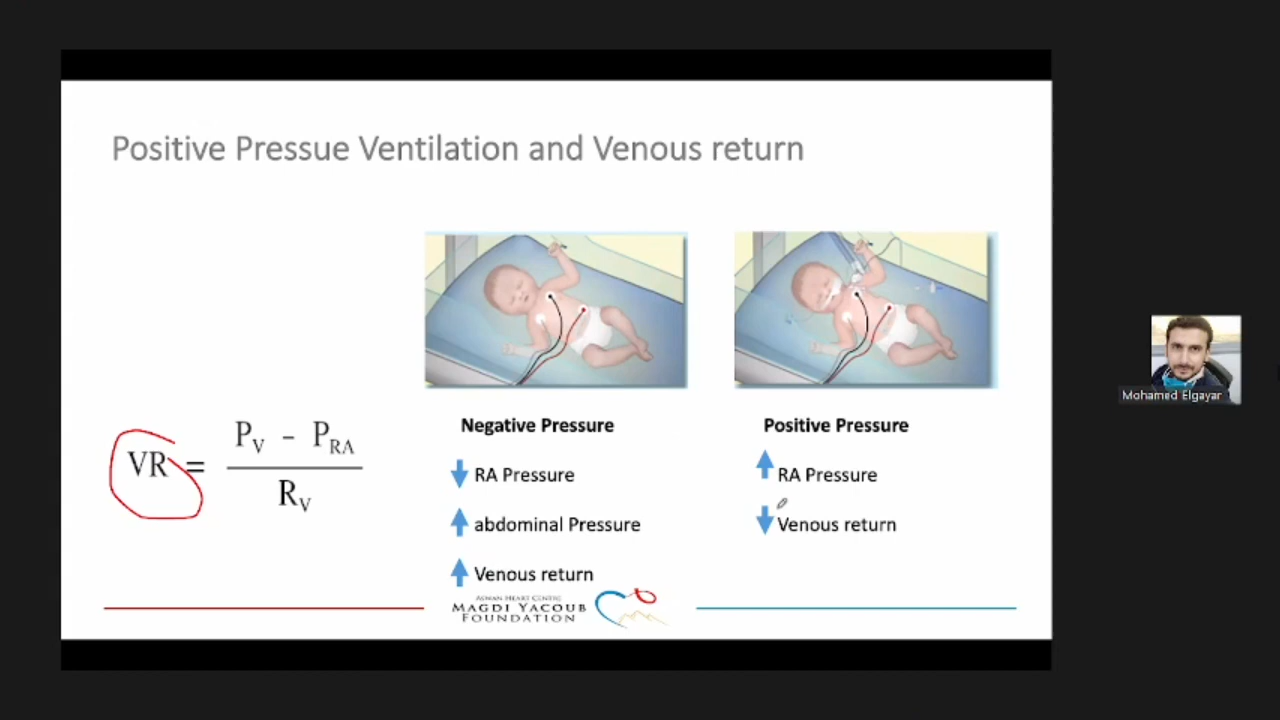 Positive Pressue Ventilation and Venous return
VR = (P_V - P_RA) / R_V
Negative Pressure
RA Pressure
abdominal Pressure
Venous return
Positive Pressure
RA Pressure
Venous return
ASWAN HEART CENTRE
MAGDI YACOUB
FOUNDATION
Mohamed Elgayar